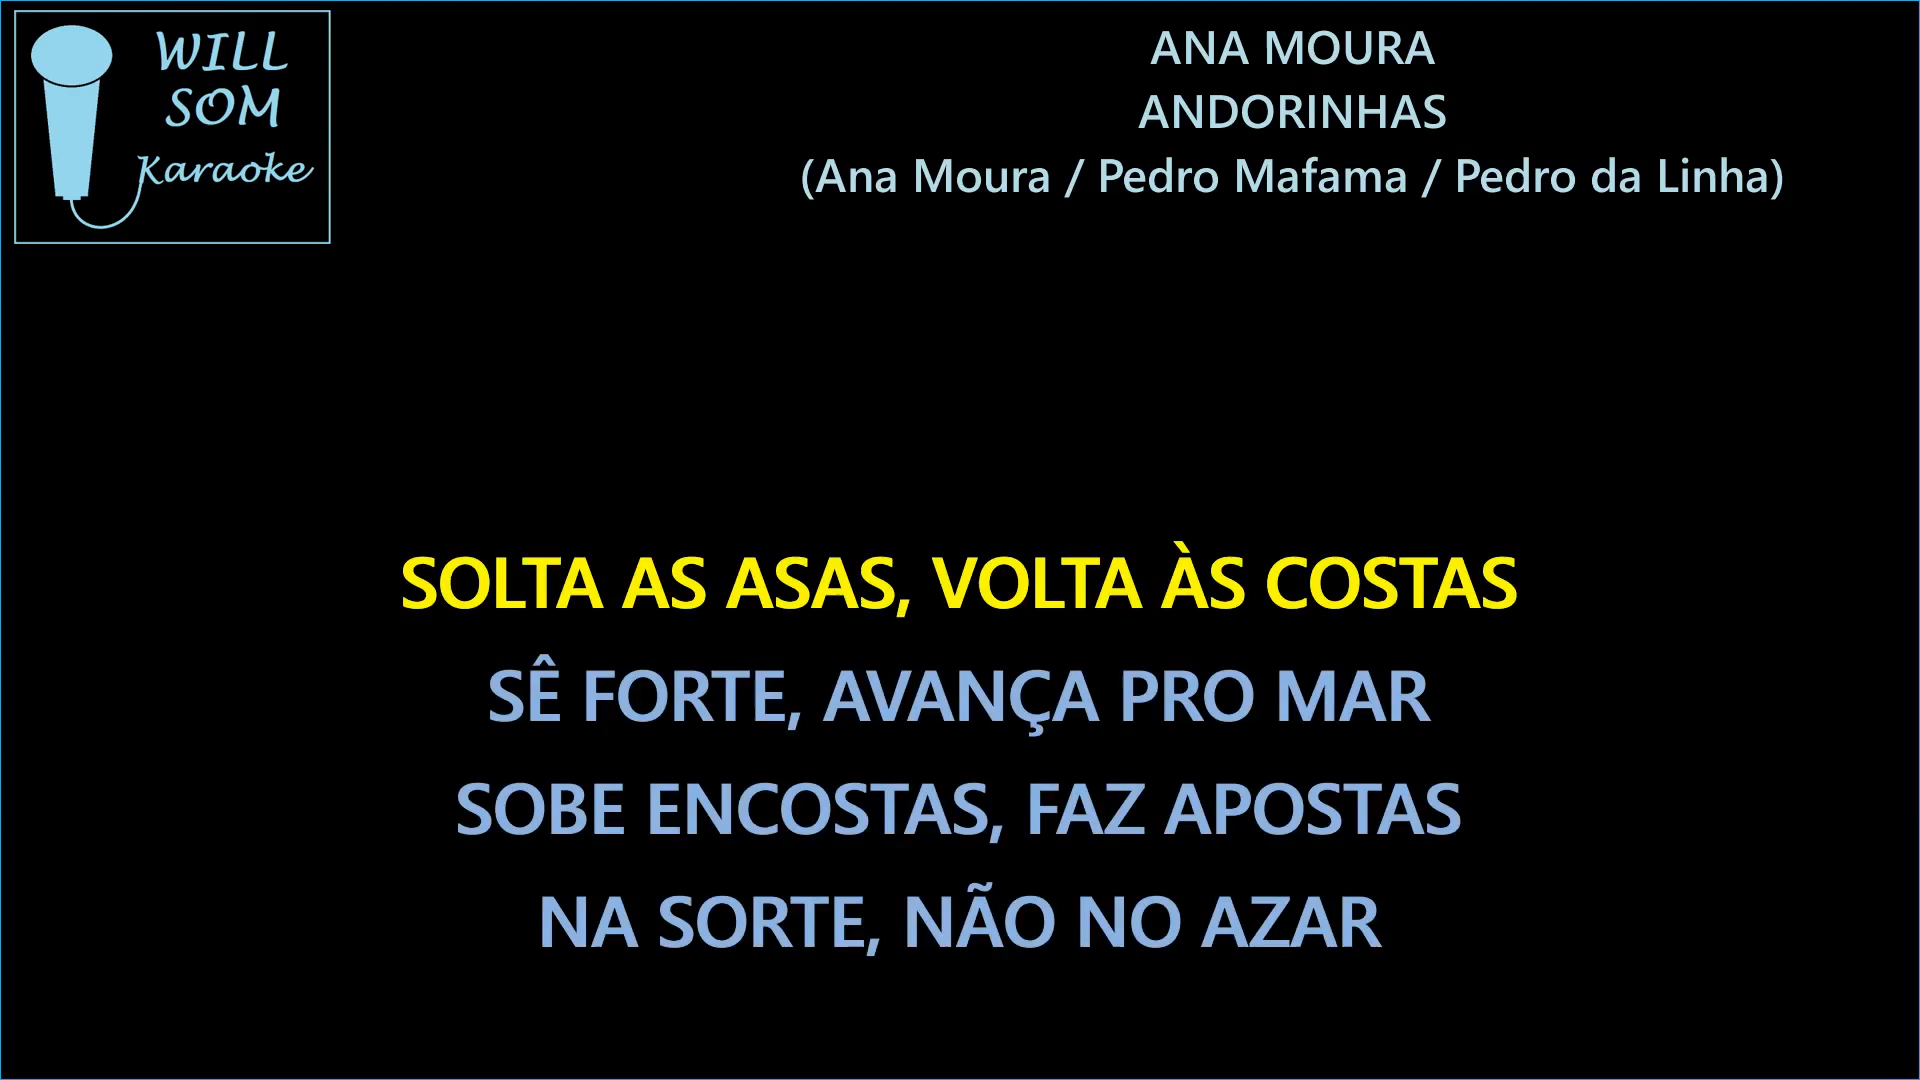 WILL
SOM
Karaoke
ANA MOURA
ANDORINHAS
(Ana Moura / Pedro Mafama / Pedro da Linha)
SOLTA AS ASAS, VOLTA ÀS COSTAS
SÊ FORTE, AVANÇA PRO MAR
SOBE ENCOSTAS, FAZ APOSTAS
NA SORTE, NÃO NO AZAR